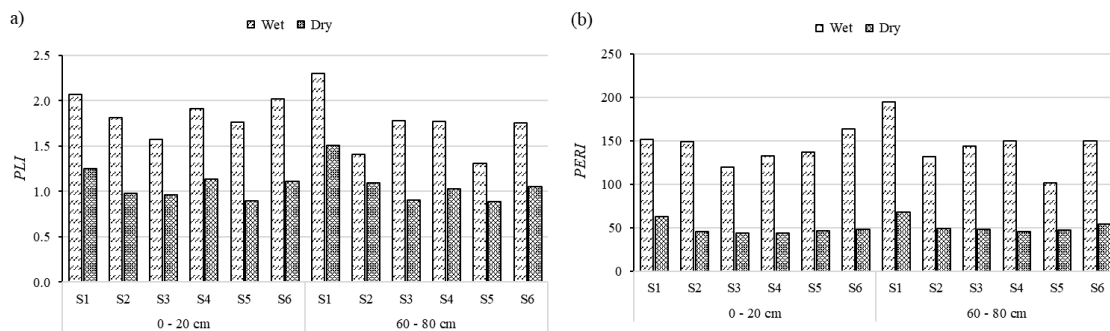 a)
Wet Dry
2.5
2.0
1.5
1.0
0.5
0.0
PLI
S1 S2 S3 S4 S5 S6 S1 S2 S3 S4 S5 S6
0 - 20 cm 60 - 80 cm
(b)
Wet Dry
250
200
150
100
50
0
PERI
S1 S2 S3 S4 S5 S6 S1 S2 S3 S4 S5 S6
0 - 20 cm 60 - 80 cm